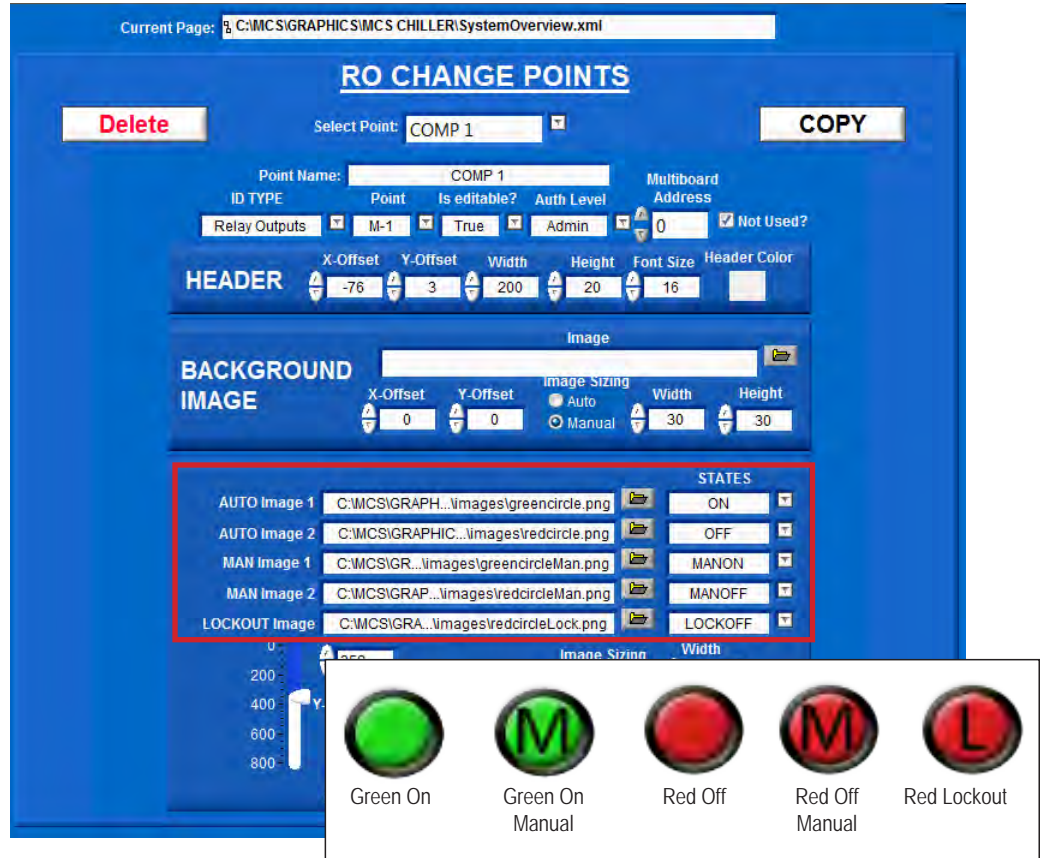 Current Page: C:\MCS\GRAPHICS\MCS CHILLER\SystemOverview.xml
RO CHANGE POINTS
Delete
Select Point: COMP 1
COPY
Point Name: COMP 1
Multiboard
ID TYPE Point Is editable? Auth Level Address
Relay Outputs M-1 True Admin 0 Not Used?
X-Offset Y-Offset Width Height Font Size Header Color
HEADER -76 3 200 20 16
Image
BACKGROUND
IMAGE
Image Sizing
X-Offset Y-Offset Auto Width Height
0 0 Manual 30 30
STATES
AUTO Image 1 C:\MCS\GRAPH...\images\greencircle.png ON
AUTO Image 2 C:\MCS\GRAPHIC...\images\redcircle.png OFF
MAN Image 1 C:\MCS\GR...\images\greencircleMan.png MANON
MAN Image 2 C:\MCS\GRAP...\images\redcircleMan.png MANOFF
LOCKOUT Image C:\MCS\GRA...\images\redcircleLock.png LOCKOFF
0 Image Sizing Width
200
400 Y-
600
800
M M L
Green On Green On Red Off Red Off Red Lockout
Manual Manual